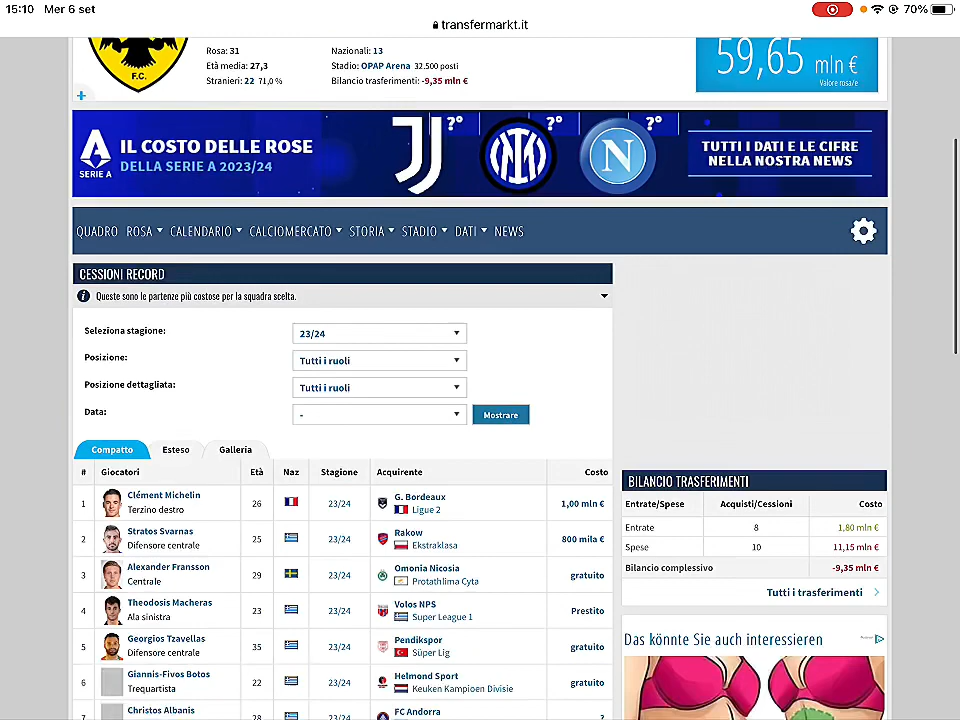 15:10 Mer 6 set
70%
transfermarkt.it
F.C.
Rosa: 31
Età media: 27,3
Stranieri: 22 71,0 %
Nazionali: 13
Stadio: OPAP Arena 32.500 posti
Bilancio trasferimenti: -9,35 mln €
59,65 mln €
Valore rosa/e
SERIE A
IL COSTO DELLE ROSE
DELLA SERIE A 2023/24
?° ?° ?°
N
TUTTI I DATI E LE CIFRE
NELLA NOSTRA NEWS
QUADRO ROSA CALENDARIO CALCIOMERCATO STORIA STADIO DATI NEWS
CESSIONI RECORD
Queste sono le partenze più costose per la squadra scelta.
Seleziona stagione: 23/24
Posizione: Tutti i ruoli
Posizione dettagliata: Tutti i ruoli
Data: - Mostrare
Compatto Esteso Galleria
# Giocatori Età Naz Stagione Acquirente Costo
1 Clément Michelin Terzino destro 26 23/24 G. Bordeaux Ligue 2 1,00 mln €
2 Stratos Svarnas Difensore centrale 25 23/24 Rakow Ekstraklasa 800 mila €
3 Alexander Fransson Centrale 29 23/24 Omonia Nicosia Protathlima Cyta gratuito
4 Theodosis Macheras Ala sinistra 23 23/24 Volos NPS Super League 1 Prestito
5 Georgios Tzavellas Difensore centrale 35 23/24 Pendikspor Süper Lig gratuito
6 Giannis-Fivos Botos Trequartista 22 23/24 Helmond Sport Keuken Kampioen Divisie gratuito
7 Christos Albanis 28 23/24 FC Andorra ?
BILANCIO TRASFERIMENTI
Entrate/Spese Acquisti/Cessioni Costo
Entrate 8 1,80 mln €
Spese 10 11,15 mln €
Bilancio complessivo -9,35 mln €
Tutti i trasferimenti
Das könnte Sie auch interessieren